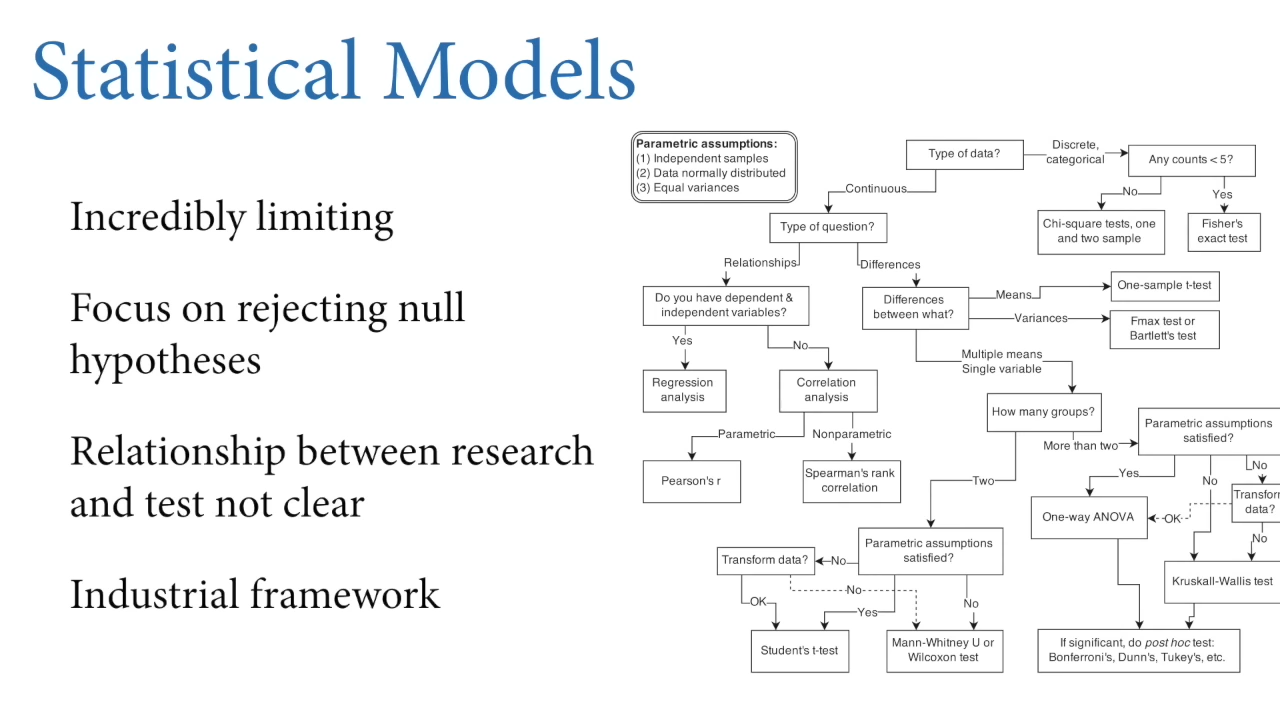 Statistical Models
Incredibly limiting
Focus on rejecting null
hypotheses
Relationship between research
and test not clear
Industrial framework
Parametric assumptions:
(1) Independent samples
(2) Data normally distributed
(3) Equal variances
Type of data?
Discrete,
categorical
Any counts < 5?
No
Yes
Chi-square tests, one
and two sample
Fisher's
exact test
Continuous
Type of question?
Relationships
Differences
Do you have dependent &
independent variables?
Yes
No
Regression
analysis
Correlation
analysis
Parametric
Nonparametric
Pearson's r
Spearman's rank
correlation
Differences
between what?
Means
One-sample t-test
Variances
Fmax test or
Bartlett's test
Multiple means
Single variable
How many groups?
More than two
Parametric assumptions
satisfied?
Yes
No
No
Transform
data?
OK
No
One-way ANOVA
Kruskall-Wallis test
If significant, do post hoc test:
Bonferroni's, Dunn's, Tukey's, etc.
Two
Parametric assumptions
satisfied?
No
Transform data?
OK
No
Yes
No
Student's t-test
Mann-Whitney U or
Wilcoxon test